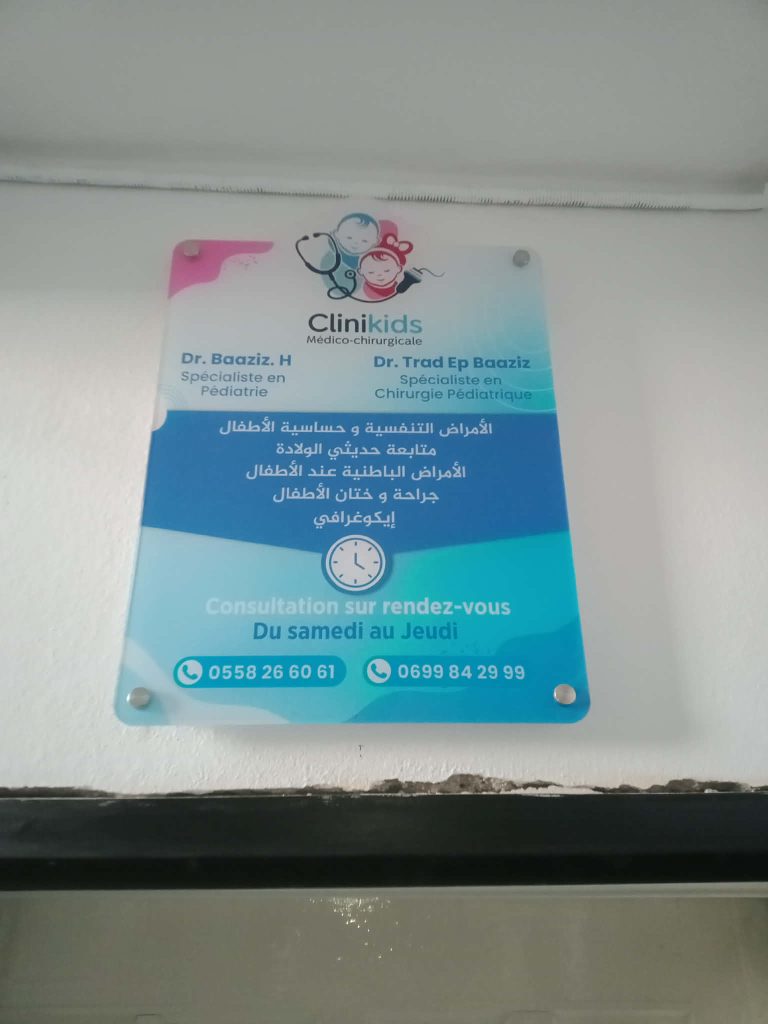 Clinikids
Médico-chirurgicale
Dr. Baaziz. H
Spécialiste en
Pédiatrie
Dr. Trad Ep Baaziz
Spécialiste en
Chirurgie Pédiatrique
الأمراض التنفسية و حساسية الأطفال
متابعة حديثي الولادة
الأمراض الباطنية عند الأطفال
جراحة و ختان الأطفال
إيكوغرافي
Consultation sur rendez-vous
Du samedi au Jeudi
0558 26 60 61
0699 84 29 99